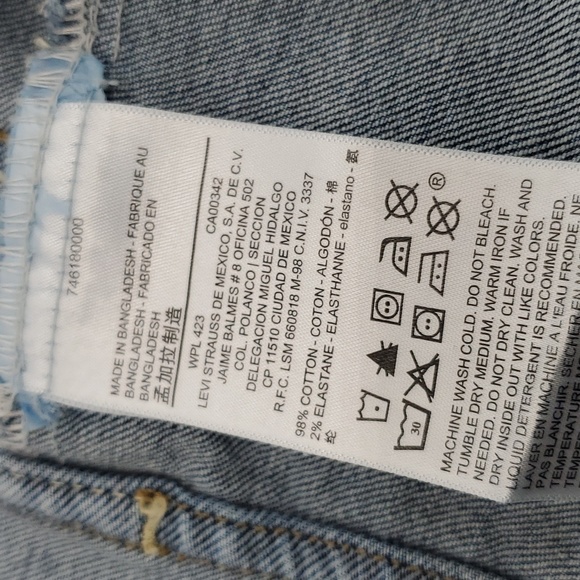 746180000
MADE IN BANGLADESH - FABRIQUE AU
BANGLADESH - FABRICADO EN
BANGLADESH
孟加拉制造
WPL 423 CA00342
LEVI STRAUSS DE MEXICO, S.A. DE C.V.
JAIME BALMES # 8 OFICINA 502
COL. POLANCO I SECCION
DELEGACION MIGUEL HIDALGO
CP 11510 CIUDAD DE MEXICO
R.F.C. LSM 660818 M-98 C.N.I.V. 3337
98% COTTON - COTON - ALGODÓN - 棉
2% ELASTANE - ELASTHANNE - elastano - 氨
纶
30
®
MACHINE WASH COLD. DO NOT BLEACH.
TUMBLE DRY MEDIUM. WARM IRON IF
NEEDED. DO NOT DRY CLEAN. WASH AND
DRY INSIDE OUT WITH LIKE COLORS.
LIQUID DETERGENT IS RECOMMENDED.
LAVER EN MACHINE A L'EAU FROIDE. NE
PAS BLANCHIR. SÉCHER
TEMPERATURE